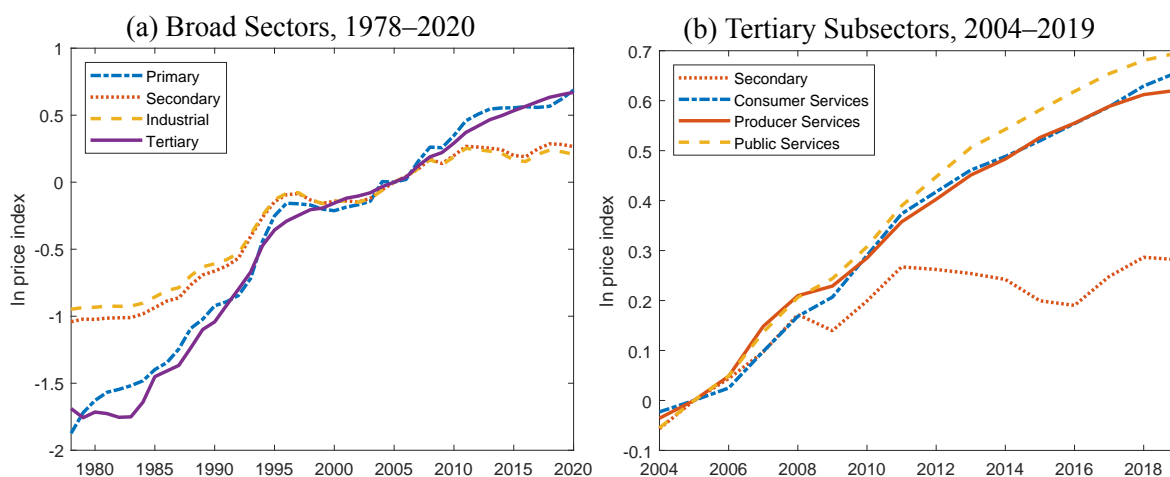 (a) Broad Sectors, 1978–2020
ln price index
1
0.5
0
-0.5
-1
-1.5
-2
Primary
Secondary
Industrial
Tertiary
1980 1985 1990 1995 2000 2005 2010 2015 2020
(b) Tertiary Subsectors, 2004–2019
ln price index
0.7
0.6
0.5
0.4
0.3
0.2
0.1
0
-0.1
Secondary
Consumer Services
Producer Services
Public Services
2004 2006 2008 2010 2012 2014 2016 2018